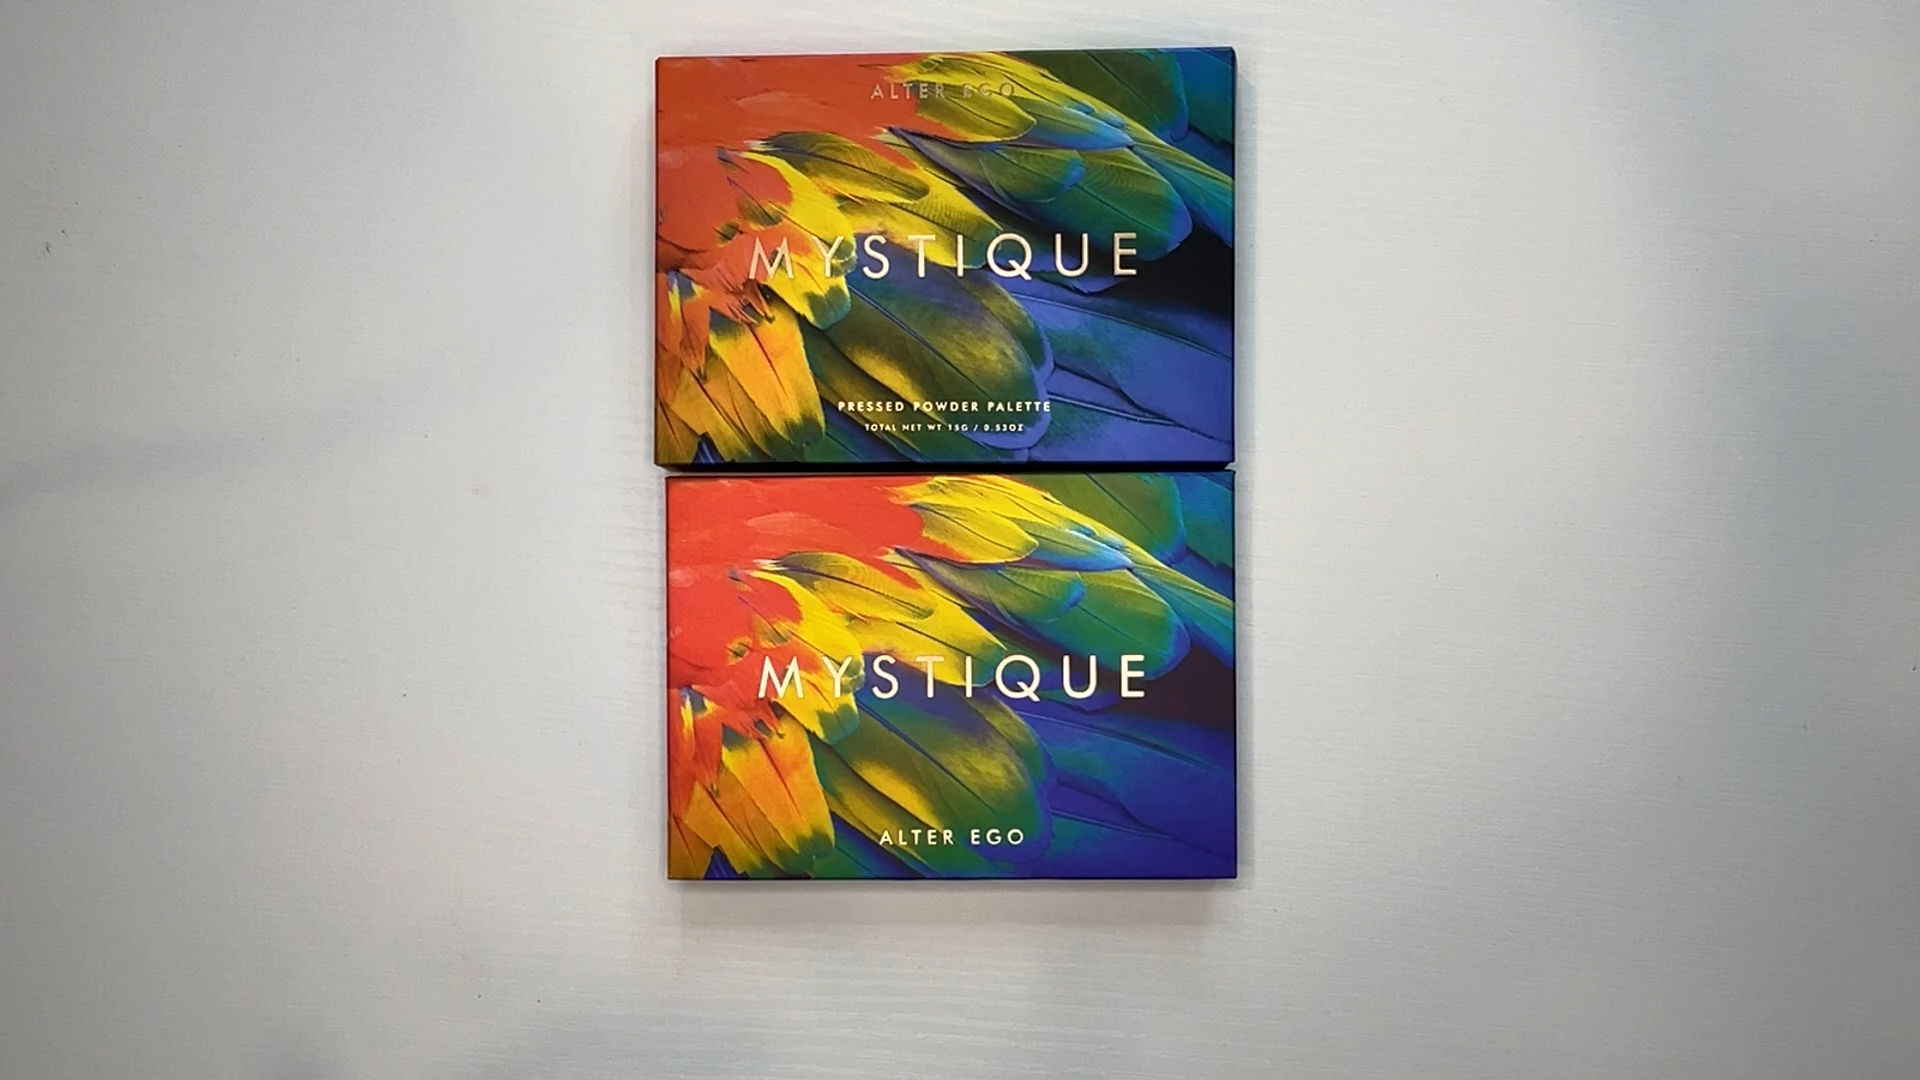 ALTER EGO
MYSTIQUE
PRESSED POWDER PALETTE
TOTAL NET WT 15G / 0.53OZ
MYSTIQUE
ALTER EGO